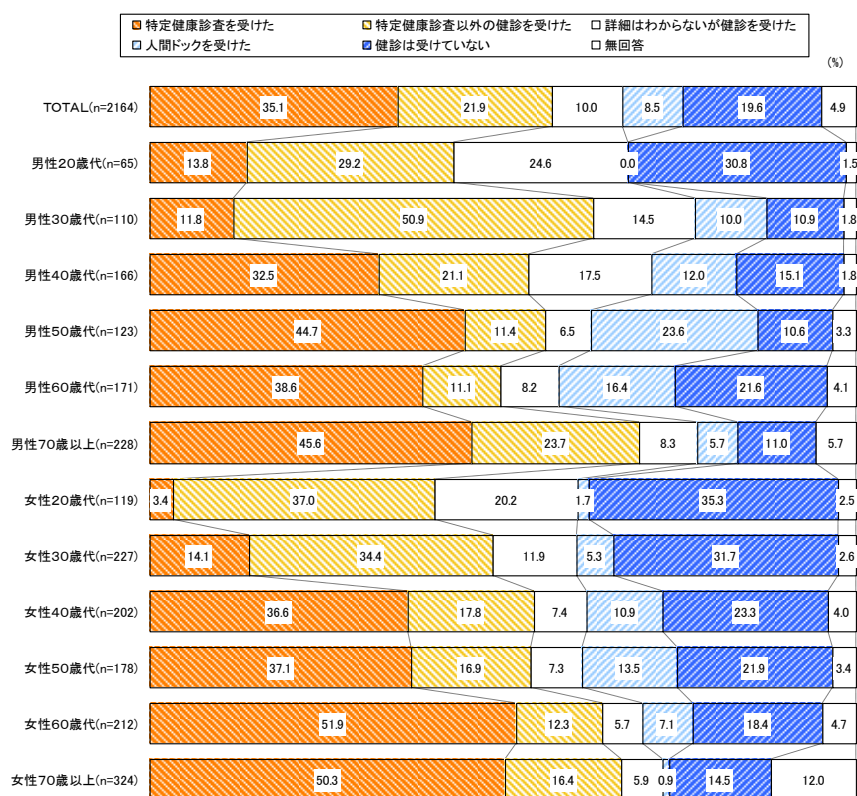 特定健康診査を受けた 特定健康診査以外の健診を受けた 詳細はわからないが健診を受けた
人間ドックを受けた 健診は受けていない 無回答
(%)
TOTAL(n=2164) 35.1 21.9 10.0 8.5 19.6 4.9
男性20歳代(n=65) 13.8 29.2 24.6 0.0 30.8 1.5
男性30歳代(n=110) 11.8 50.9 14.5 10.0 10.9 1.8
男性40歳代(n=166) 32.5 21.1 17.5 12.0 15.1 1.8
男性50歳代(n=123) 44.7 11.4 6.5 23.6 10.6 3.3
男性60歳代(n=171) 38.6 11.1 8.2 16.4 21.6 4.1
男性70歳以上(n=228) 45.6 23.7 8.3 5.7 11.0 5.7
女性20歳代(n=119) 3.4 37.0 20.2 1.7 35.3 2.5
女性30歳代(n=227) 14.1 34.4 11.9 5.3 31.7 2.6
女性40歳代(n=202) 36.6 17.8 7.4 10.9 23.3 4.0
女性50歳代(n=178) 37.1 16.9 7.3 13.5 21.9 3.4
女性60歳代(n=212) 51.9 12.3 5.7 7.1 18.4 4.7
女性70歳以上(n=324) 50.3 16.4 5.9 0.9 14.5 12.0